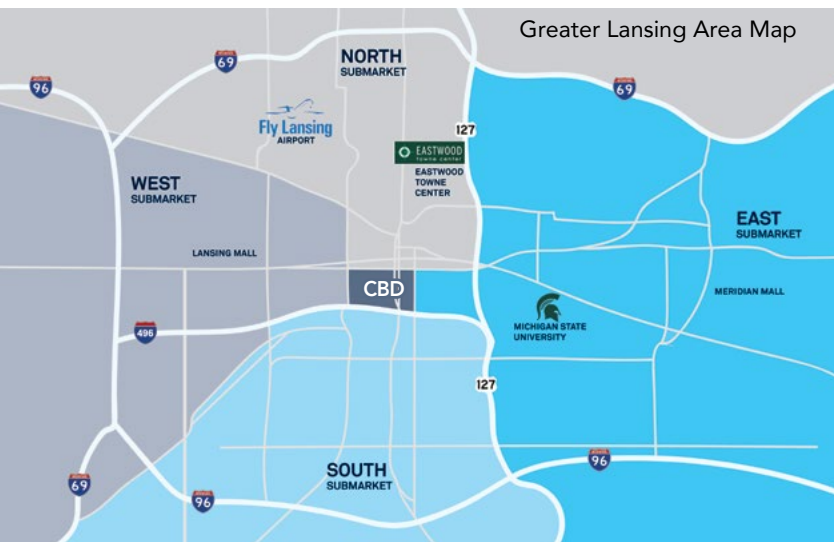 Greater Lansing Area Map
NORTH
SUBMARKET
69
96
69
Fly Lansing
AIRPORT
127
EASTWOOD
towne center
EASTWOOD
TOWNE
CENTER
WEST
SUBMARKET
EAST
SUBMARKET
LANSING MALL
CBD
MERIDIAN MALL
MICHIGAN STATE
UNIVERSITY
496
127
SOUTH
SUBMARKET
96
69
96